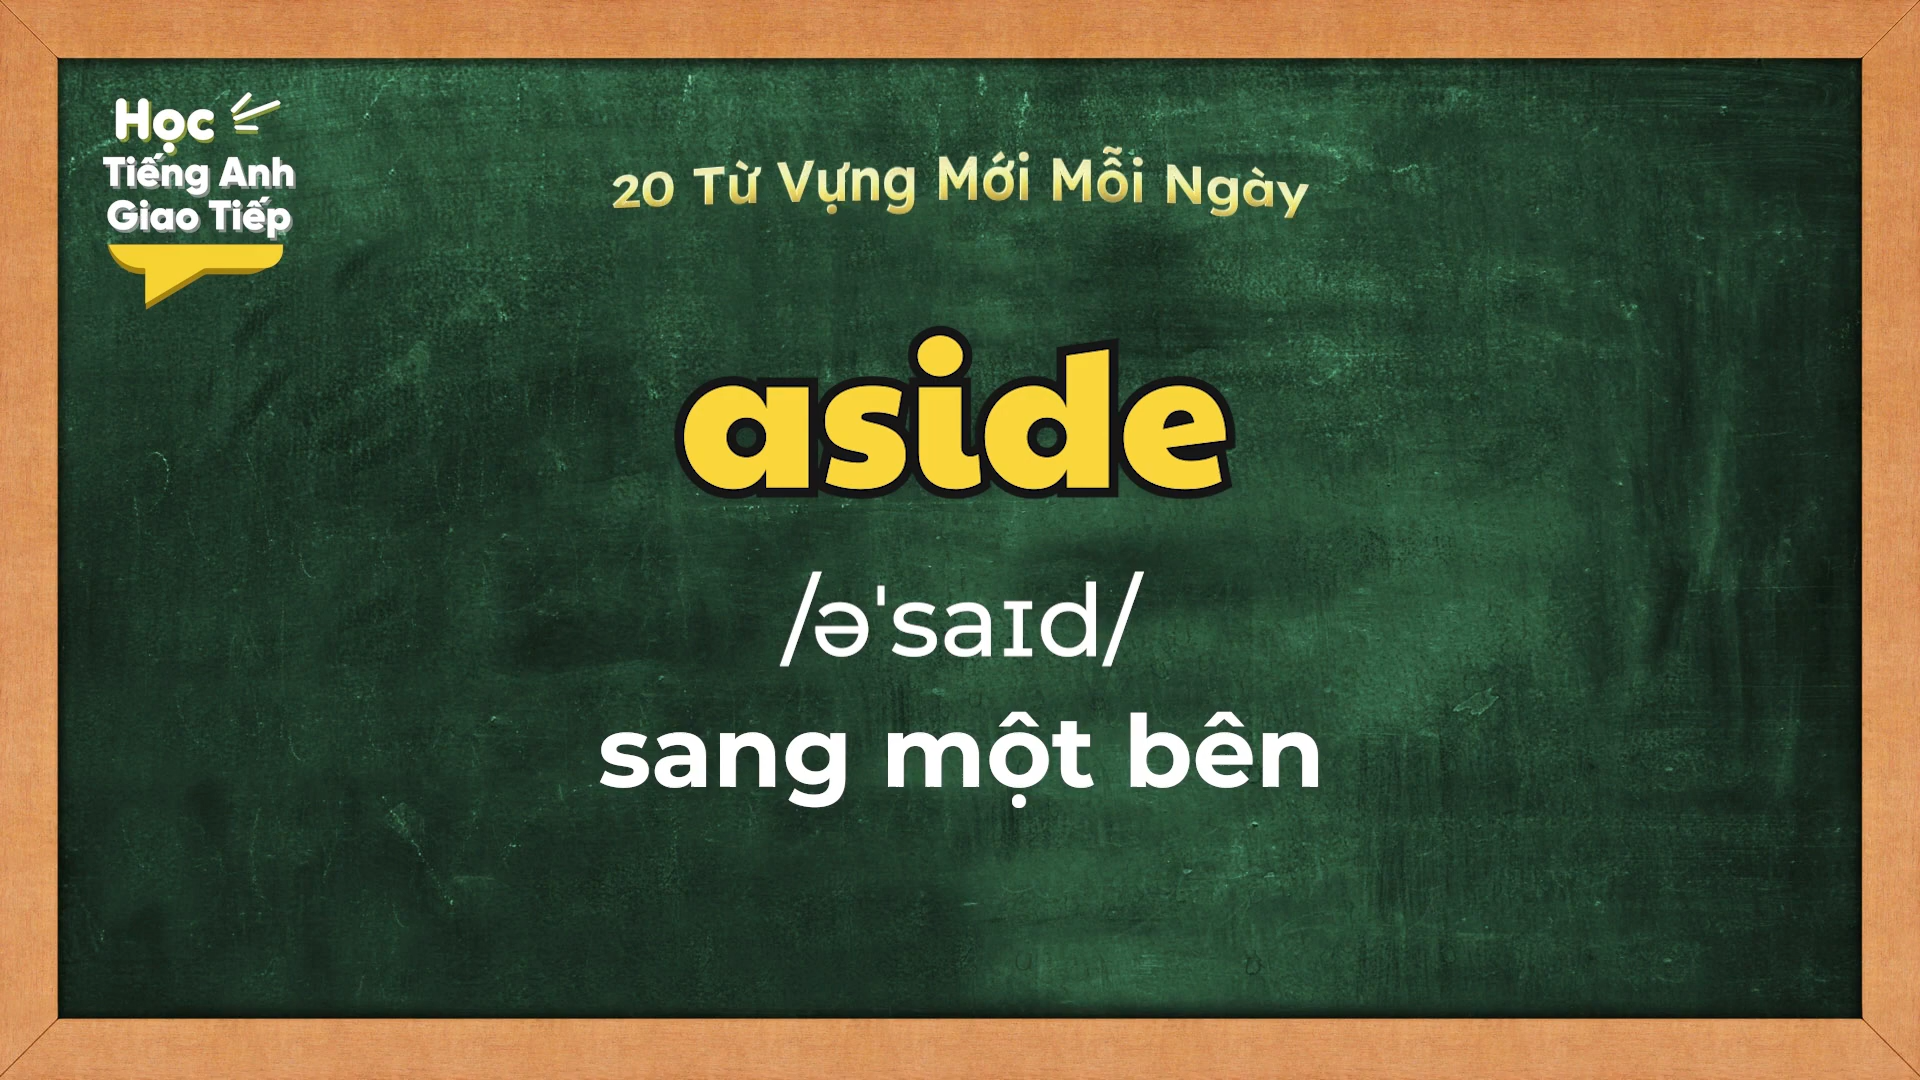 Học
Tiếng Anh
Giao Tiếp
20 Từ Vựng Mới Mỗi Ngày
aside
/ə'saɪd/
sang một bên